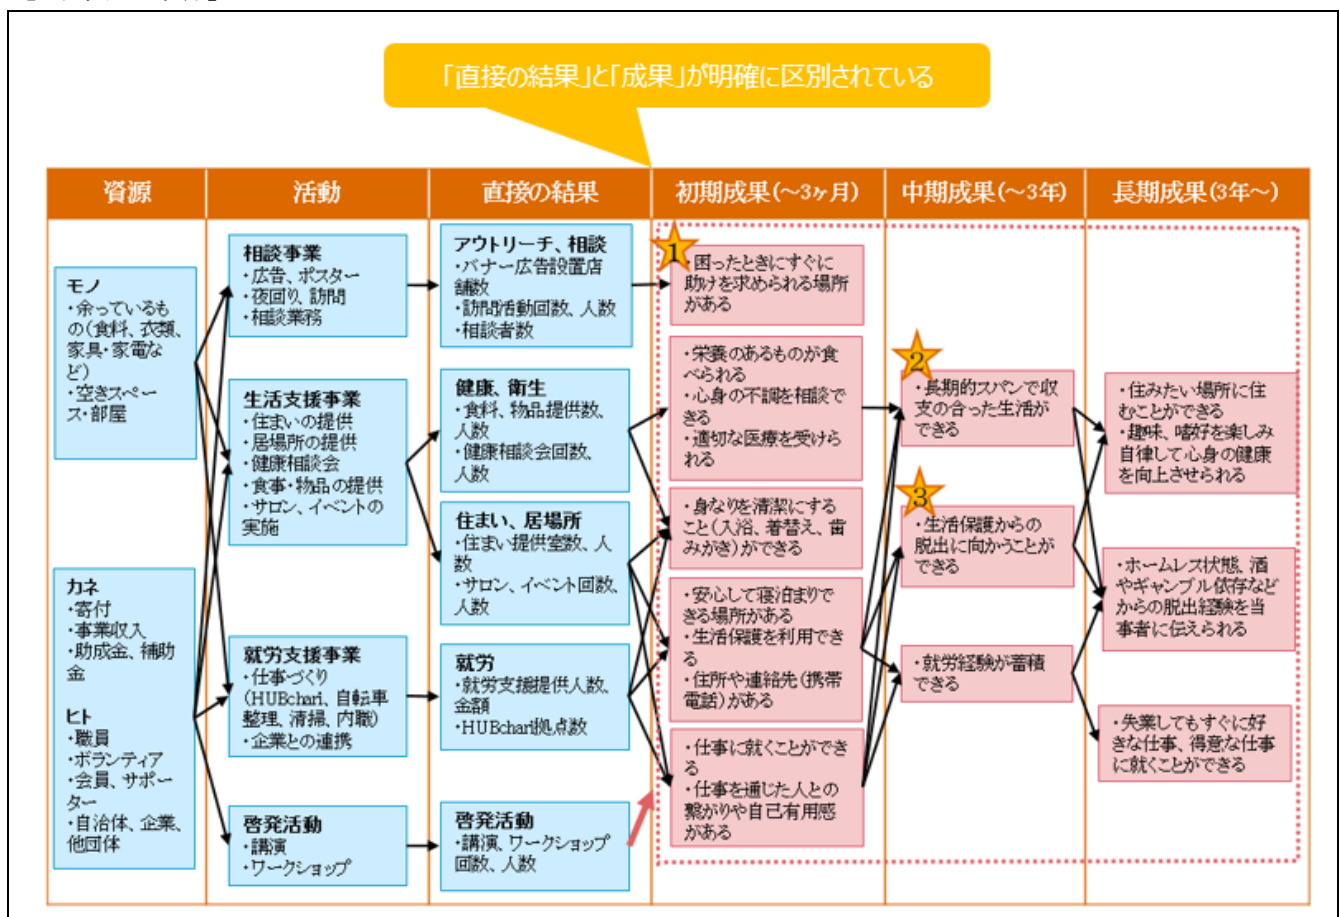 「直接の結果」と「成果」が明確に区別されている
資源
活動
直接の結果
初期成果(～3ヶ月)
中期成果(～3年)
長期成果(3年～)
モノ
・余っているも
の(食料、衣類、
家具・家電な
ど)
・空きスペー
ス・部屋
カネ
・寄付
・事業収入
・助成金、補助
金
ヒト
・職員
・ボランティア
・会員、サポー
ター
・自治体、企業、
他団体
相談事業
・広告、ポスター
・夜回り、訪問
・相談業務
生活支援事業
・住まいの提供
・居場所の提供
・健康相談会
・食事・物品の提供
・サロン、イベントの
実施
就労支援事業
・仕事づくり
(HUBchari、自転車
整理、清掃、内職)
・企業との連携
啓発活動
・講演
・ワークショップ
アウトリーチ、相談
・バナー広告設置店
舗数
・訪問活動回数、人数
・相談者数
健康、衛生
・食料、物品提供数、
人数
・健康相談会回数、
人数
住まい、居場所
・住まい提供室数、人
数
・サロン、イベント回数、
人数
就労
・就労支援提供人数、
金額
・HUBchari拠点数
啓発活動
・講演、ワークショップ
回数、人数
1
・困ったときにすぐに
助けを求められる場所
がある
・栄養のあるものが食
べられる
・心身の不調を相談で
きる
・適切な医療を受けら
れる
・身なりを清潔にする
こと(入浴、着替え、歯
みがき)ができる
・安心して寝泊まりで
きる場所がある
・生活保護を利用でき
る
・住所や連絡先(携帯
電話)がある
・仕事に就くことができ
る
・仕事を通じた人との
繋がりや自己有用感
がある
2
・長期的スパンで収
支の合った生活が
できる
3
・生活保護からの
脱出に向かうことが
できる
・就労経験が蓄積
できる
・住みたい場所に住
むことができる
・趣味、嗜好を楽しみ
自律して心身の健康
を向上させられる
・ホームレス状態、酒
やギャンブル依存など
からの脱出経験を当
事者に伝えられる
・失業してもすぐに好
きな仕事、得意な仕事
に就くことができる